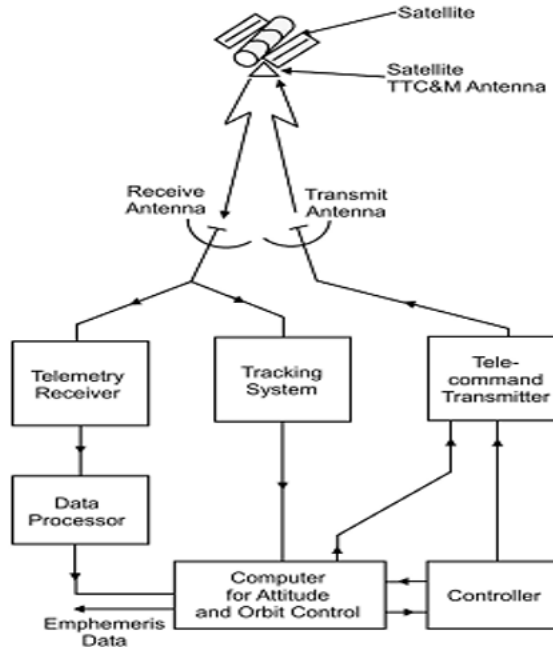 Satellite
Satellite
TTC&M Antenna
Receive
Antenna
Transmit
Antenna
Telemetry
Receiver
Tracking
System
Tele-
command
Transmitter
Data
Processor
Computer
for Attitude
and Orbit Control
Controller
Emphemeris
Data